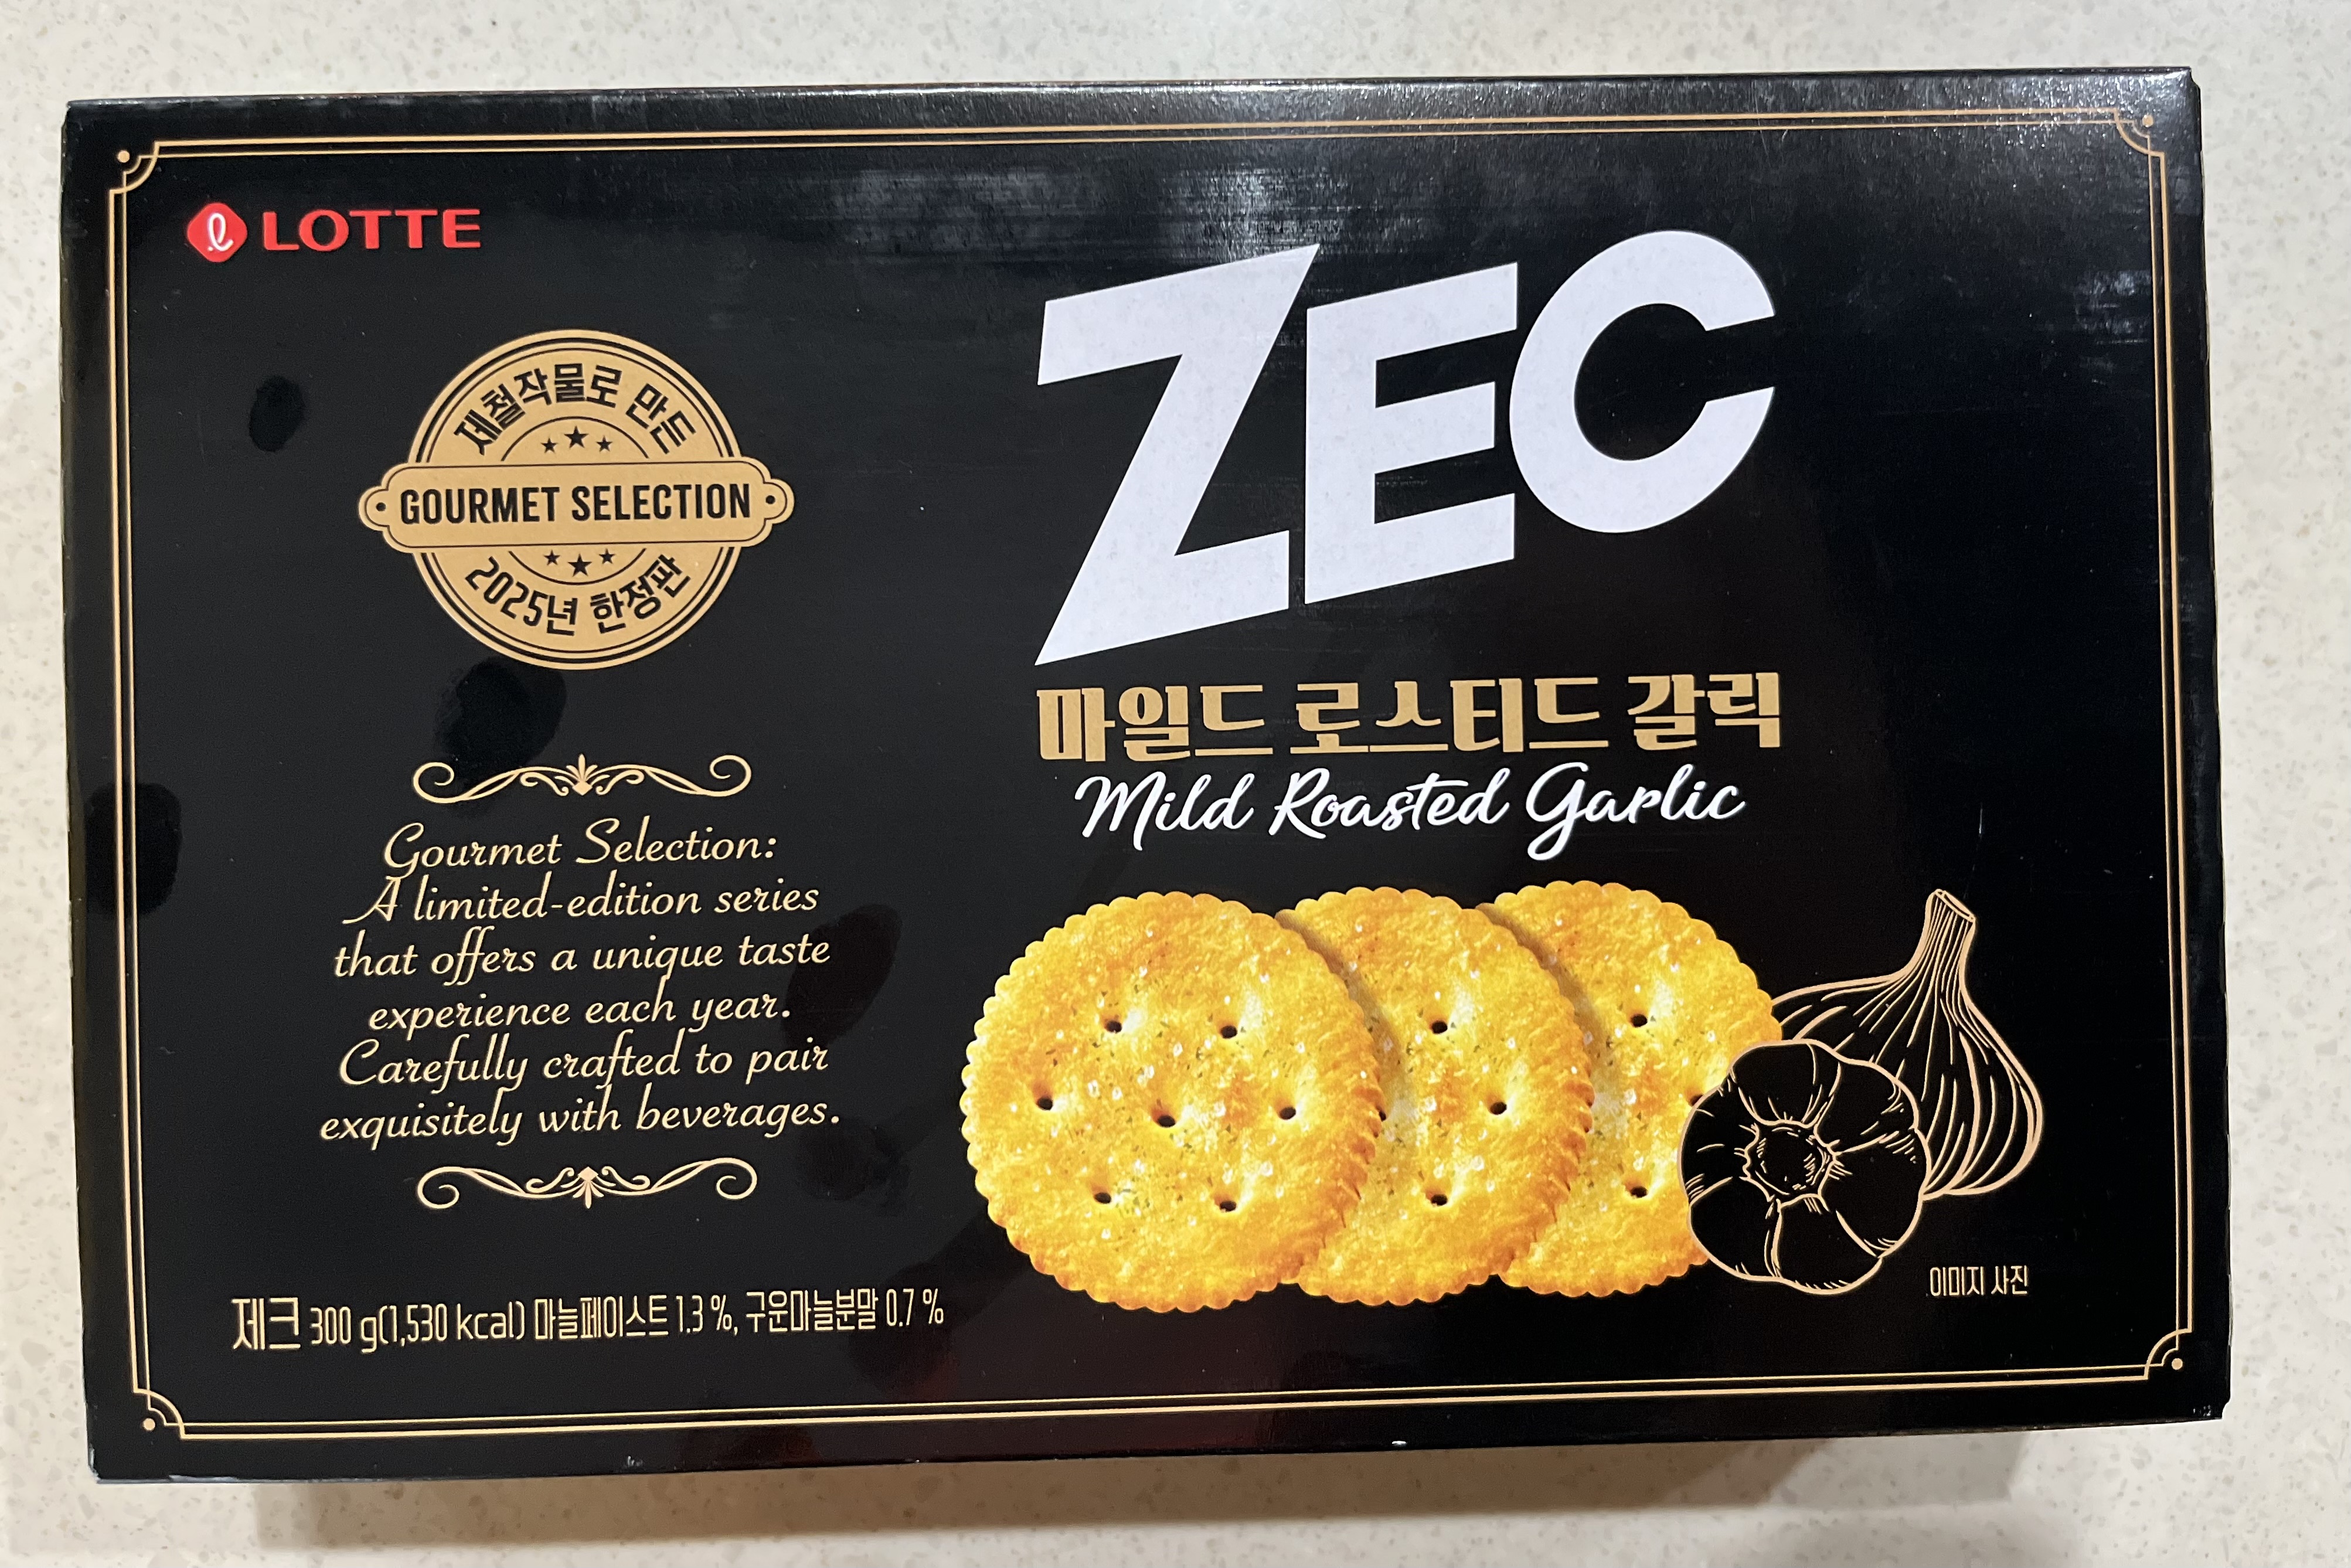 LOTTE
제철작물로 만든
GOURMET SELECTION
2025년 한정판
Gourmet Selection:
A limited-edition series
that offers a unique taste
experience each year.
Carefully crafted to pair
exquisitely with beverages.
제크 300 g(1,530 kcal) 마늘페이스트 1.3 %, 구운마늘분말 0.7 %
ZEC
마일드 로스티드 갈릭
Mild Roasted Garlic
이미지 사진